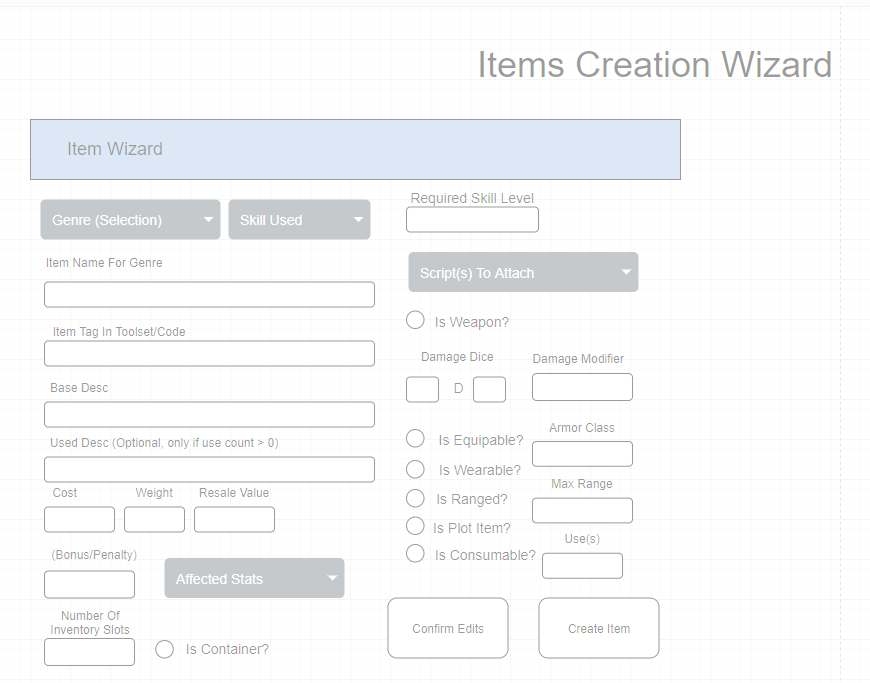 Items Creation Wizard
Item Wizard
Genre (Selection)
Skill Used
Required Skill Level
Item Name For Genre
Script(s) To Attach
Item Tag In Toolset/Code
Is Weapon?
Base Desc
Damage Dice
Damage Modifier
D
Used Desc (Optional, only if use count > 0)
Is Equipable?
Armor Class
Is Wearable?
Cost
Weight
Resale Value
Max Range
Is Ranged?
Is Plot Item?
Use(s)
(Bonus/Penalty)
Is Consumable?
Affected Stats
Number Of
Inventory Slots
Is Container?
Confirm Edits
Create Item